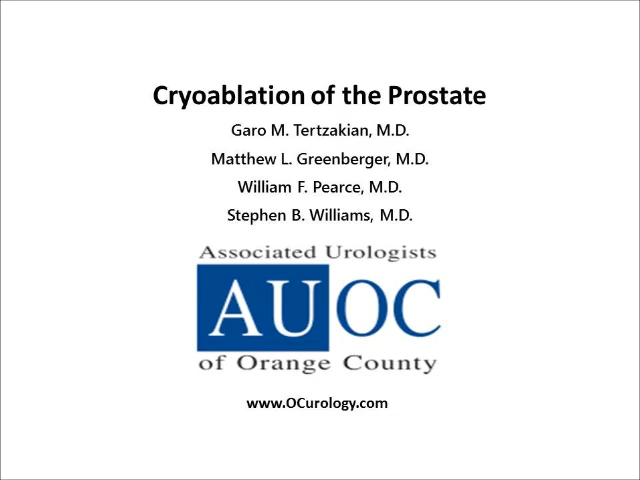 Cryoablation of the Prostate
Garo M. Tertzakian, M.D.
Matthew L. Greenberger, M.D.
William F. Pearce, M.D.
Stephen B. Williams, M.D.
Associated Urologists
AUOC
of Orange County
www.OCurology.com